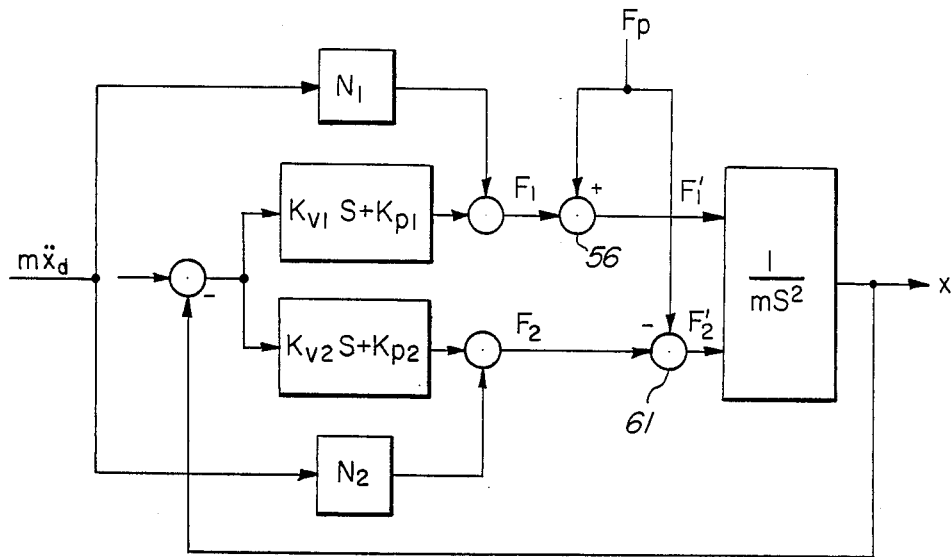 Fp
N₁
Kv₁ S+Kp₁
F₁
+
F₁'
56
mẍd
-
1
mS²
x
Kv₂ S+Kp₂
F₂
-
F₂'
61
N₂